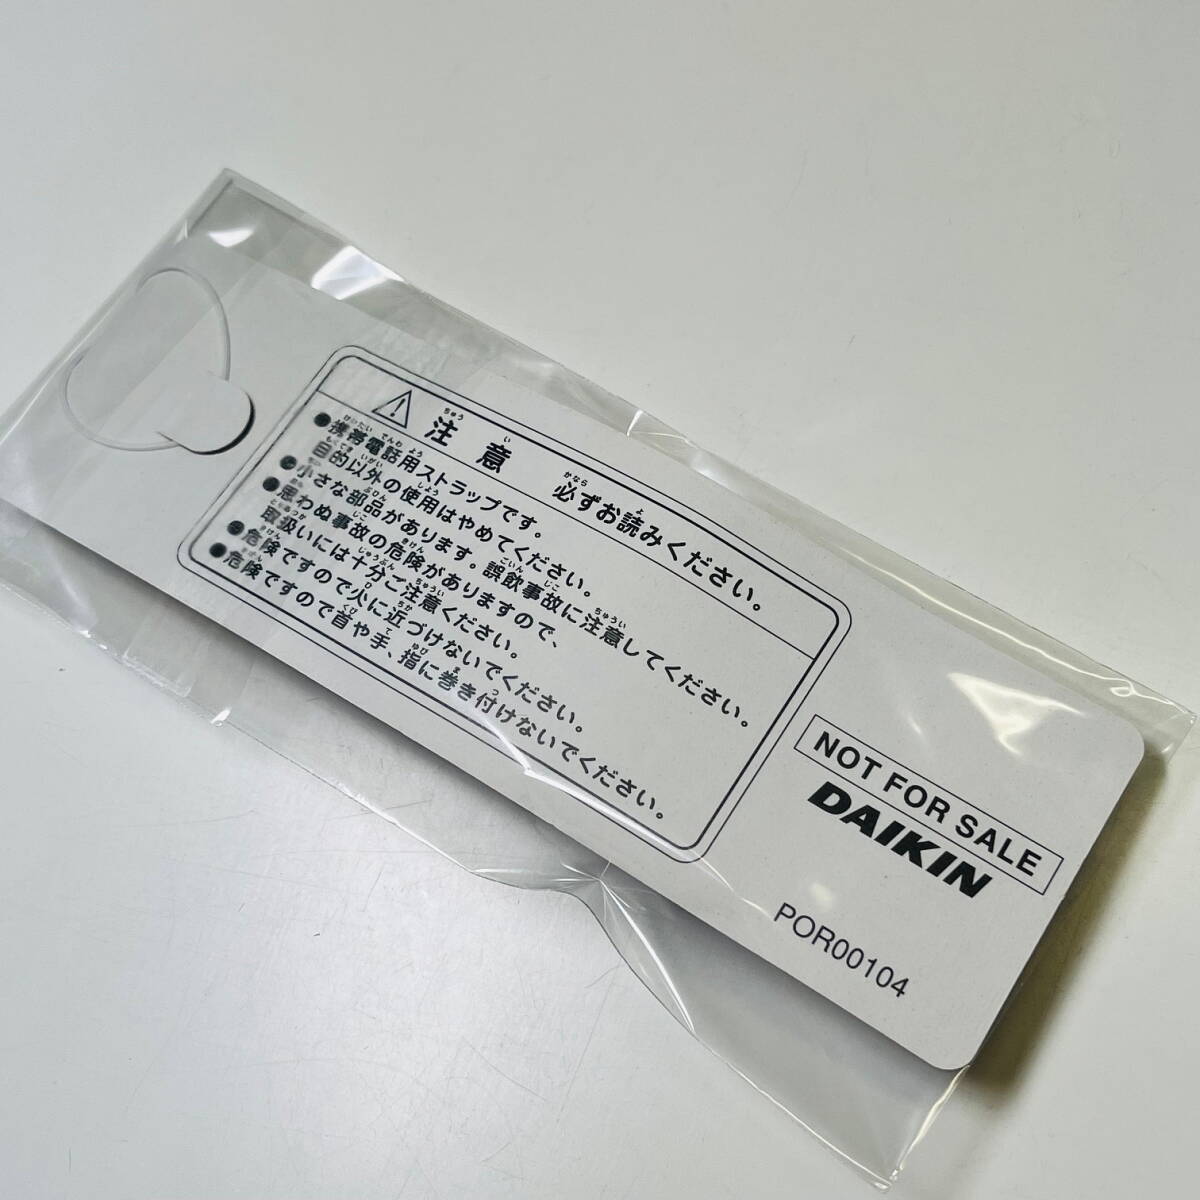 ⚠ 注意 必ずお読みください。
●携帯電話用ストラップです。
目的以外の使用はやめてください。
●小さな部品があります。誤飲事故に注意してください。
●思わぬ事故の危険がありますので、
取扱いには十分ご注意ください。
●危険ですので火に近づけないでください。
●危険ですので首や手、指に巻き付けないでください。
NOT FOR SALE
DAIKIN
POR00104